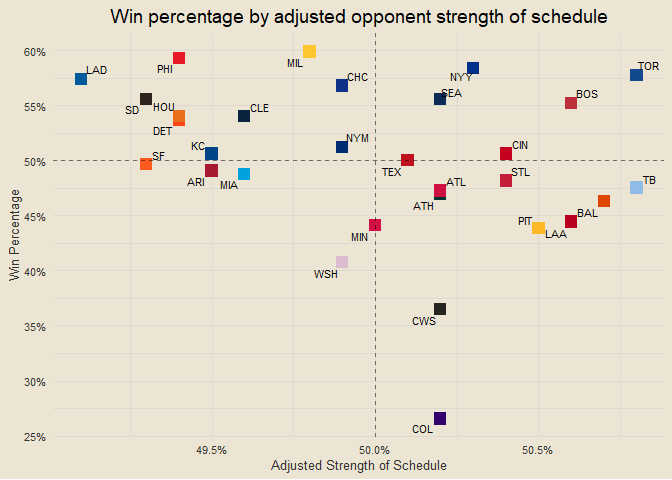 Win percentage by adjusted opponent strength of schedule
60%
55%
50%
45%
40%
35%
30%
25%
Win Percentage
MIL
PHI
LAD
CHC
NYY
TOR
SD
HOU
DET
CLE
SEA
BOS
KC
NYM
SF
ARI
MIA
TEX
CIN
STL
ATL
ATH
TB
MIN
PIT
LAA
BAL
WSH
CWS
COL
49.5%
50.0%
50.5%
Adjusted Strength of Schedule